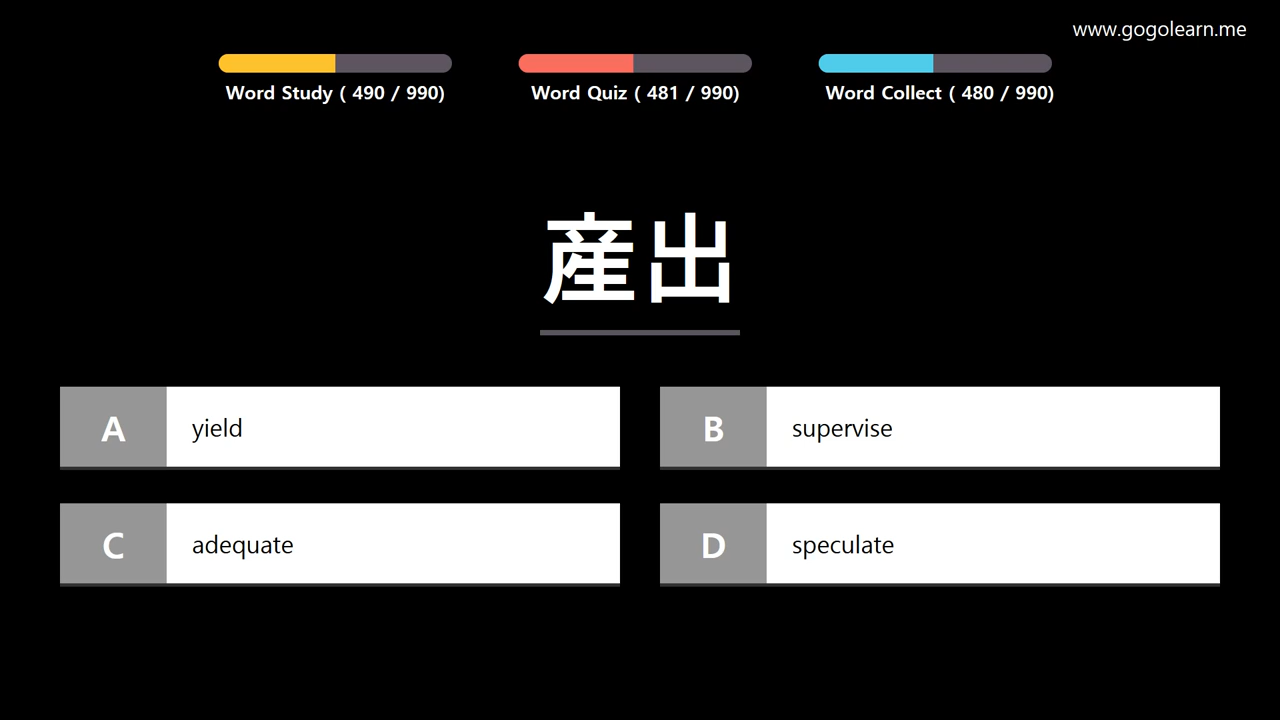 www.gogolearn.me
Word Study ( 490 / 990)
Word Quiz ( 481 / 990)
Word Collect ( 480 / 990)
産出
A yield
B supervise
C adequate
D speculate